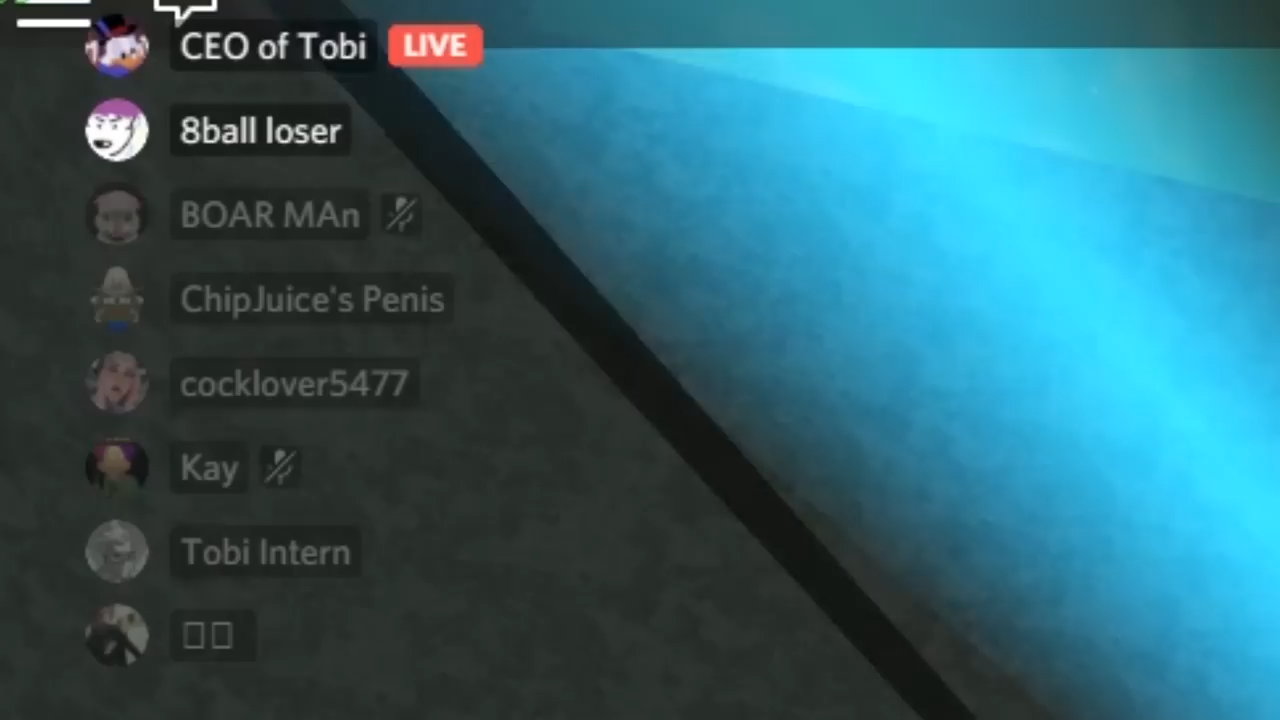 CEO of Tobi LIVE
8ball loser
BOAR MAn
ChipJuice's Penis
cocklover5477
Kay
Tobi Intern